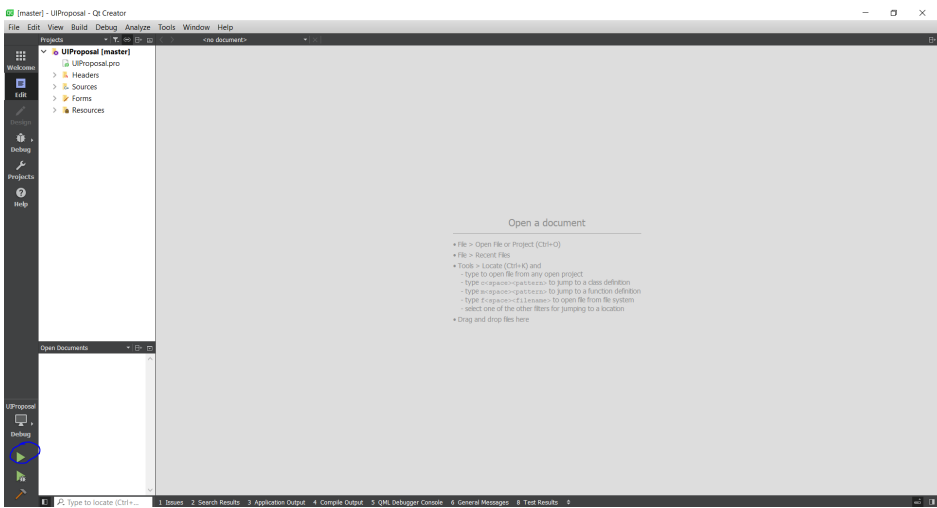 [master] - UIProposal - Qt Creator
File Edit View Build Debug Analyze Tools Window Help
Projects
<no document>
Welcome
Edit
Design
Debug
Projects
Help
UIProposal [master]
UIProposal.pro
Headers
Sources
Forms
Resources
Open a document
• File > Open File or Project (Ctrl+O)
• File > Recent Files
• Tools > Locate (Ctrl+K) and
- type to open file from any open project
- type c<space><pattern> to jump to a class definition
- type m<space><pattern> to jump to a function definition
- type f<space><filename> to open file from file system
- select one of the other filters for jumping to a location
• Drag and drop files here
Open Documents
UIProposal
Debug
Type to locate (Ctrl+...
1 Issues 2 Search Results 3 Application Output 4 Compile Output 5 QML Debugger Console 6 General Messages 8 Test Results